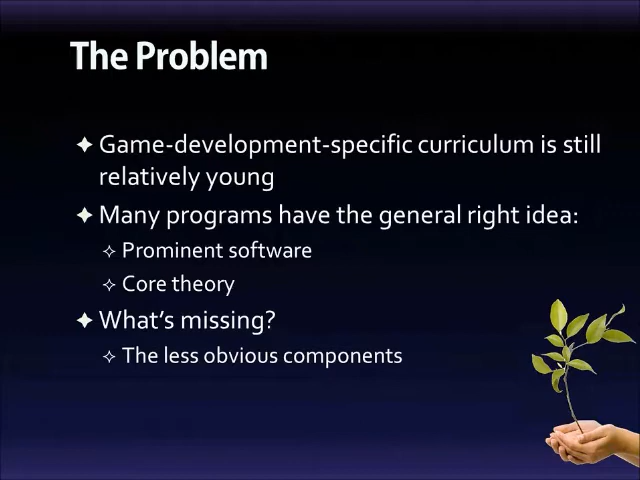 The Problem
Game-development-specific curriculum is still
relatively young
Many programs have the general right idea:
Prominent software
Core theory
What's missing?
The less obvious components